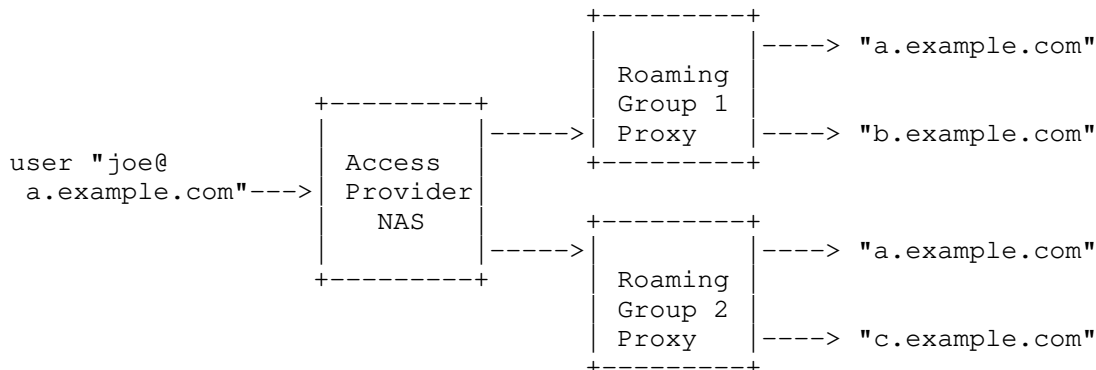 +---------+
| |----> "a.example.com"
| Roaming |
+---------+ | Group 1 |
| |----->| Proxy |----> "b.example.com"
user "joe@ | Access | +---------+
a.example.com"--->| Provider|
| NAS | +---------+
| |----->| |----> "a.example.com"
+---------+ | Roaming |
| Group 2 |
| Proxy |----> "c.example.com"
+---------+